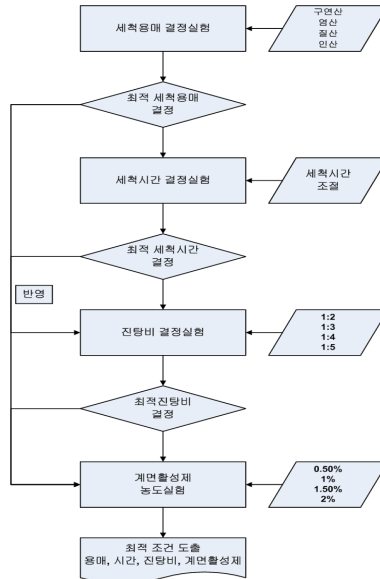 세척용매 결정실험
구연산
염산
질산
인산
최적 세척용매
결정
세척시간 결정실험
세척시간
조절
최적 세척시간
결정
반영
진탕비 결정실험
1:2
1:3
1:4
1:5
최적진탕비
결정
계면활성제
농도실험
0.50%
1%
1.50%
2%
최적 조건 도출
용매, 시간, 진탕비, 계면활성제